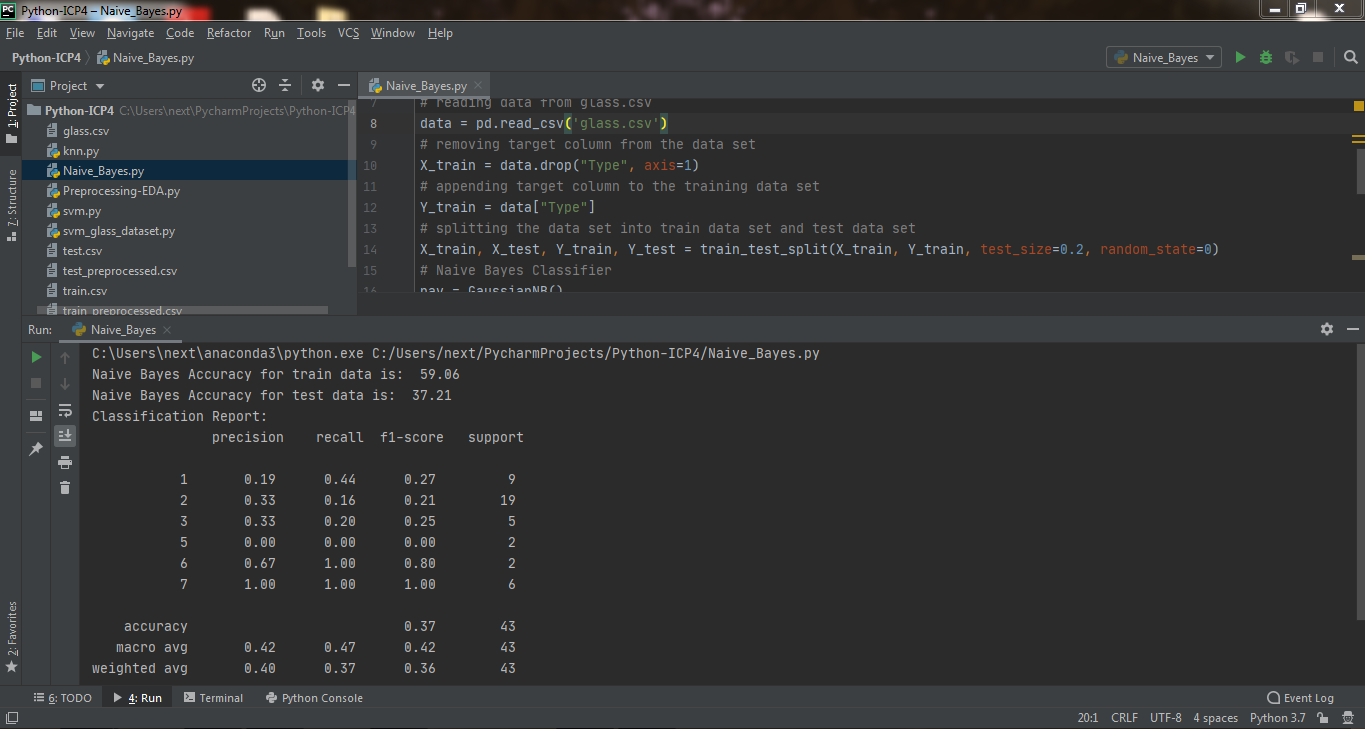 Python-ICP4 – Naive_Bayes.py
File Edit View Navigate Code Refactor Run Tools VCS Window Help
Python-ICP4 Naive_Bayes.py
Naive_Bayes
1: Project
7: Structure
2: Favorites
Project
Python-ICP4 C:\Users\next\PycharmProjects\Python-ICP4
glass.csv
knn.py
Naive_Bayes.py
Preprocessing-EDA.py
svm.py
svm_glass_dataset.py
test.csv
test_preprocessed.csv
train.csv
train_preprocessed.csv
Naive_Bayes.py
7 # reading data from glass.csv
8 data = pd.read_csv('glass.csv')
9 # removing target column from the data set
10 X_train = data.drop("Type", axis=1)
11 # appending target column to the training data set
12 Y_train = data["Type"]
13 # splitting the data set into train data set and test data set
14 X_train, X_test, Y_train, Y_test = train_test_split(X_train, Y_train, test_size=0.2, random_state=0)
15 # Naive Bayes Classifier
16 nav = GaussianNB()
Run: Naive_Bayes
C:\Users\next\anaconda3\python.exe C:/Users/next/PycharmProjects/Python-ICP4/Naive_Bayes.py
Naive Bayes Accuracy for train data is:  59.06
Naive Bayes Accuracy for test data is:  37.21
Classification Report:
precision recall f1-score support
1 0.19 0.44 0.27 9
2 0.33 0.16 0.21 19
3 0.33 0.20 0.25 5
5 0.00 0.00 0.00 2
6 0.67 1.00 0.80 2
7 1.00 1.00 1.00 6
accuracy 0.37 43
macro avg 0.42 0.47 0.42 43
weighted avg 0.40 0.37 0.36 43
6: TODO 4: Run Terminal Python Console Event Log
20:1 CRLF UTF-8 4 spaces Python 3.7